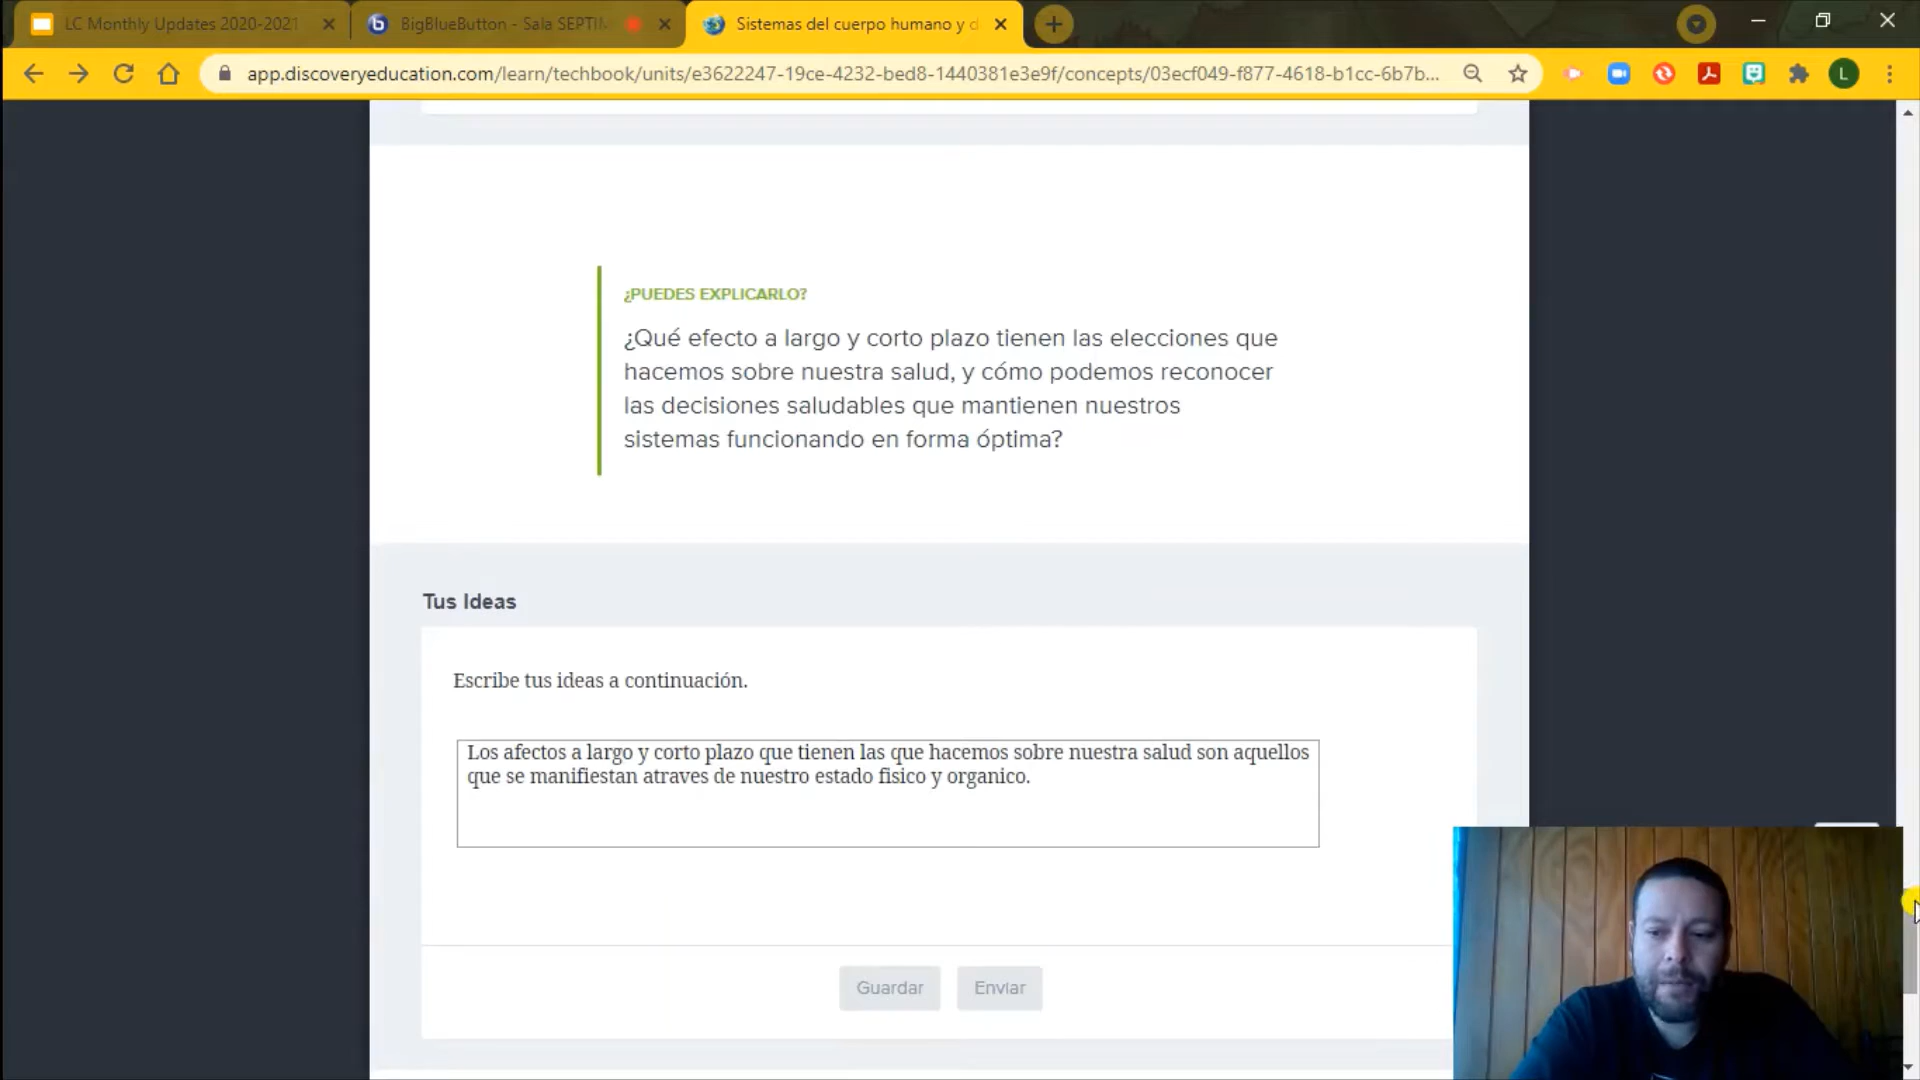 LC Monthly Updates 2020-2021
BigBlueButton - Sala SEPTIM
Sistemas del cuerpo humano y d
app.discoveryeducation.com/learn/techbook/units/e3622247-19ce-4232-bed8-1440381e3e9f/concepts/03ecf049-f877-4618-b1cc-6b7b...
L
¿PUEDES EXPLICARLO?
¿Qué efecto a largo y corto plazo tienen las elecciones que
hacemos sobre nuestra salud, y cómo podemos reconocer
las decisiones saludables que mantienen nuestros
sistemas funcionando en forma óptima?
Tus Ideas
Escribe tus ideas a continuación.
Los afectos a largo y corto plazo que tienen las que hacemos sobre nuestra salud son aquellos
que se manifiestan atraves de nuestro estado fisico y organico.
Guardar
Enviar